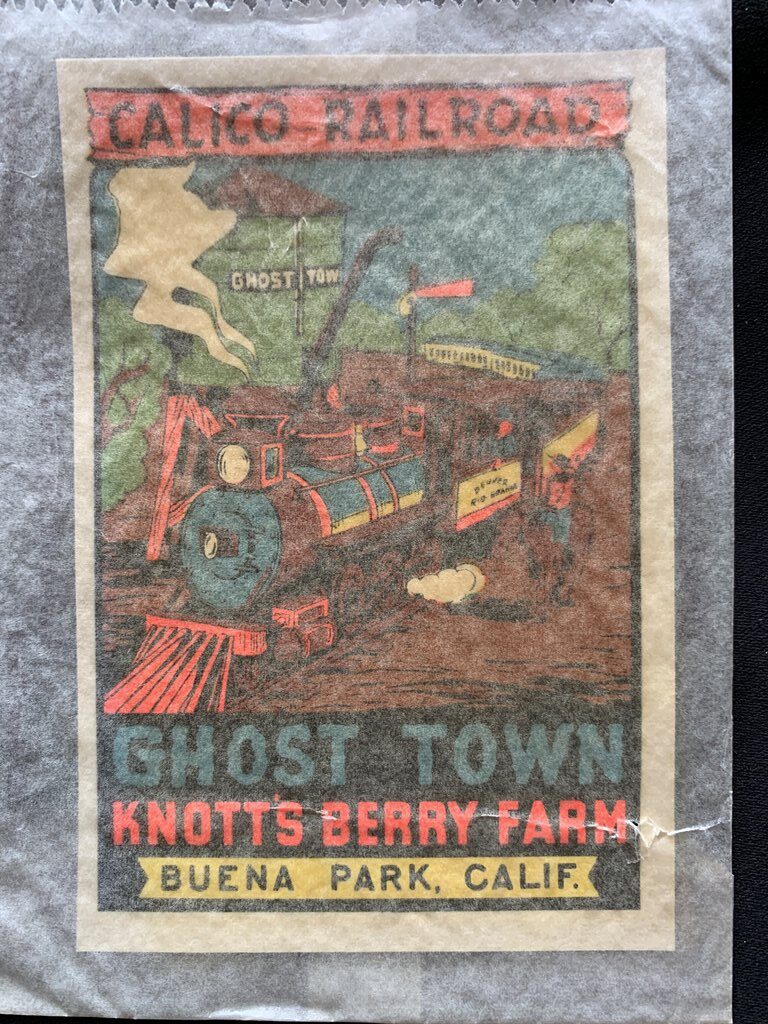 CALICO RAILROAD
GHOST TOW
DENVER
RIO GRANDE
GHOST TOWN
KNOTT'S BERRY FARM
BUENA PARK, CALIF.